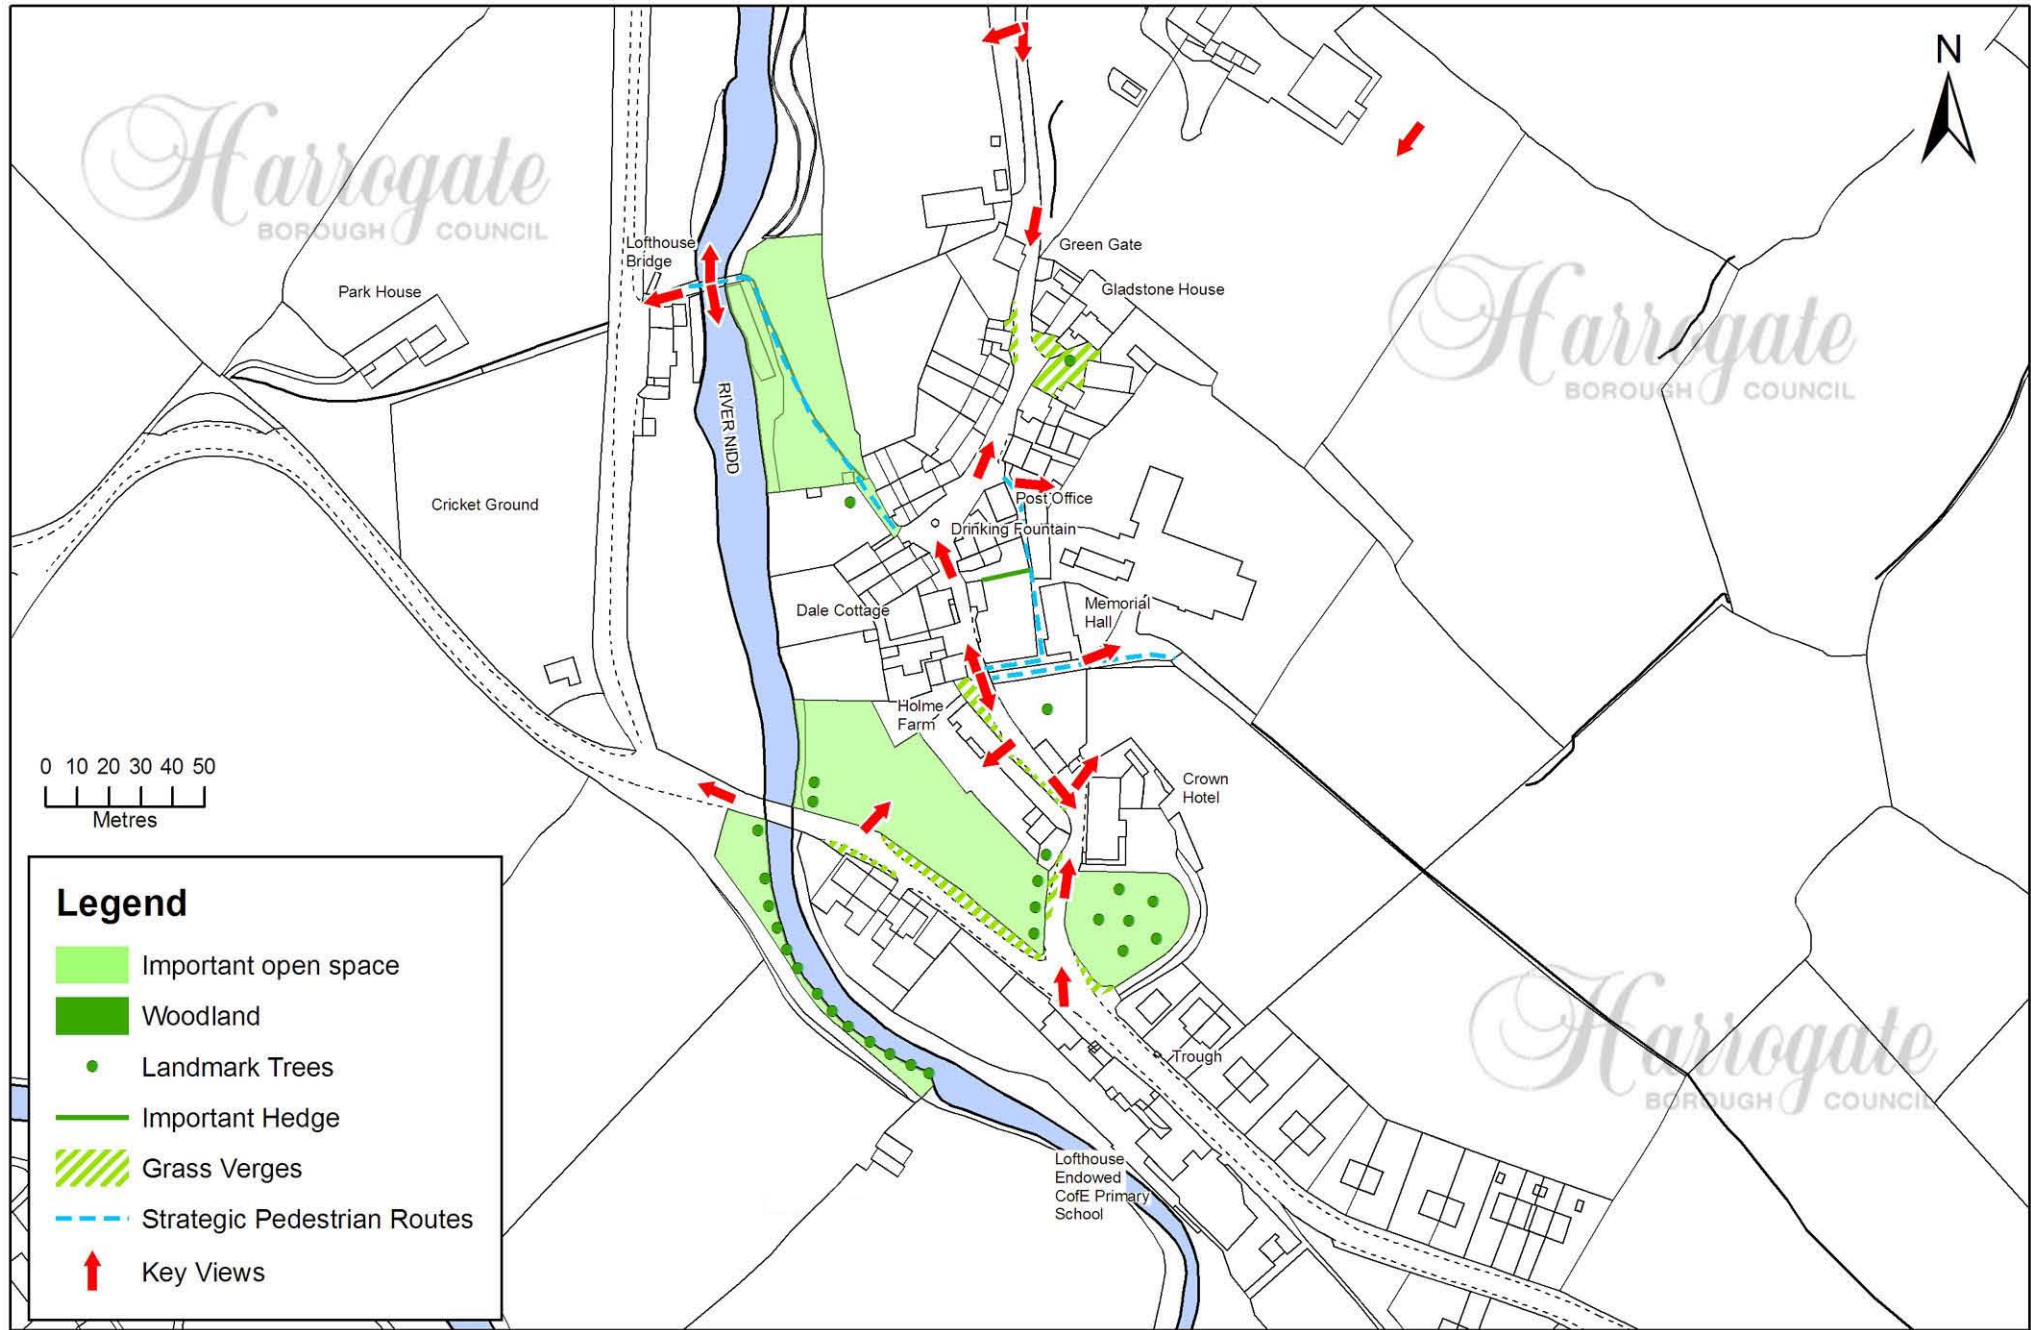 Harrogate
BOROUGH COUNCIL
N
Lofthouse
Bridge
Green Gate
Park House
Gladstone House
Harrogate
BOROUGH COUNCIL
RIVER NIDD
Cricket Ground
Post Office
Drinking Fountain
Dale Cottage
Memorial
Hall
Holme
Farm
Crown
Hotel
0 10 20 30 40 50
Metres
Trough
Harrogate
BOROUGH COUNCIL
Lofthouse
Endowed
CofE Primary
School
Legend
Important open space
Woodland
Landmark Trees
Important Hedge
Grass Verges
Strategic Pedestrian Routes
Key Views